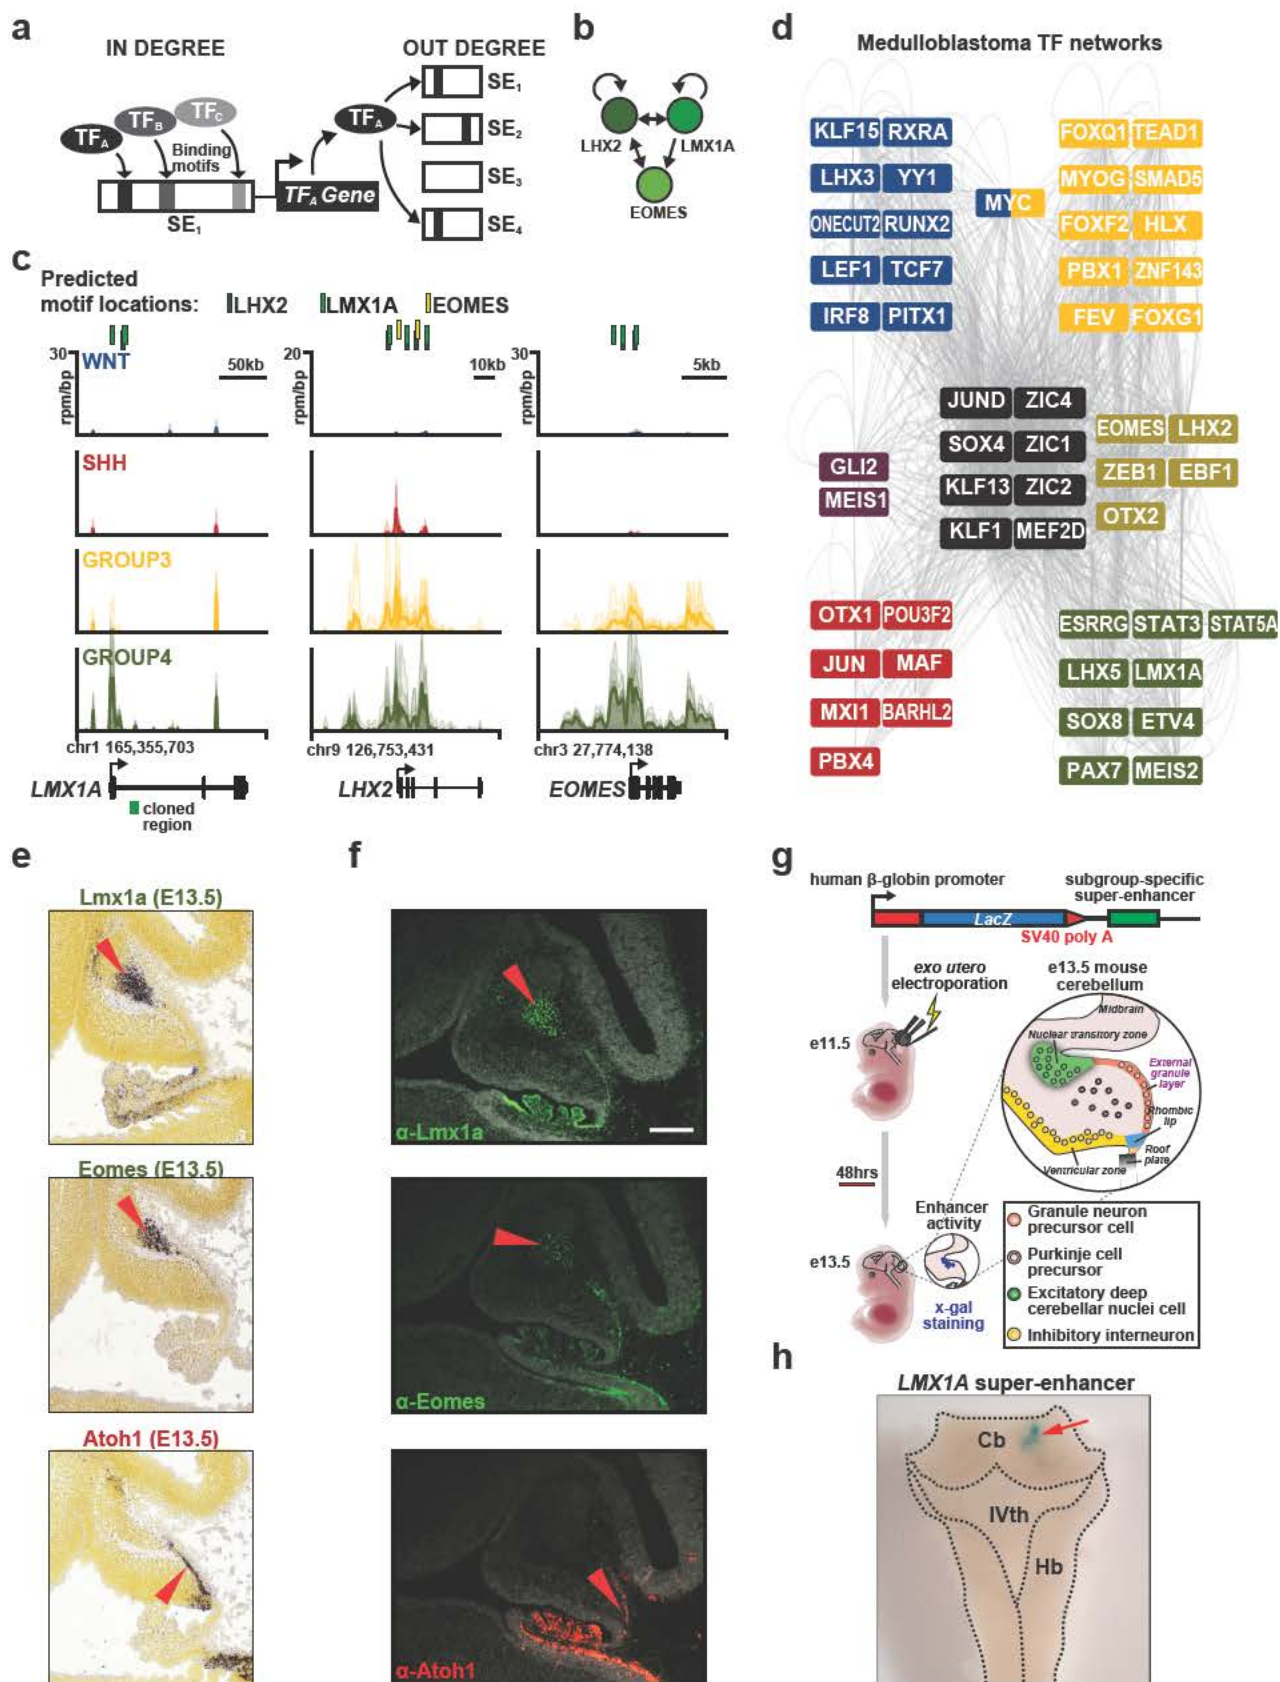 a
IN DEGREE
OUT DEGREE
TFA
TFB
TFC
Binding
motifs
SE1
TFA Gene
TFA
SE1
SE2
SE3
SE4
b
LHX2
LMX1A
EOMES
c
Predicted
motif locations:
LHX2
LMX1A
EOMES
30
rpm/bp
WNT
50kb
20
rpm/bp
10kb
30
rpm/bp
5kb
SHH
GROUP3
GROUP4
chr1 165,355,703
chr9 126,753,431
chr3 27,774,138
LMX1A
LHX2
EOMES
cloned
region
d
Medulloblastoma TF networks
KLF15 RXRA
LHX3 YY1
ONECUT2 RUNX2
LEF1 TCF7
IRF8 PITX1
MYC
FOXQ1 TEAD1
MYOG SMAD5
FOXF2 HLX
PBX1 ZNF143
FEV FOXG1
JUND ZIC4
SOX4 ZIC1
KLF13 ZIC2
KLF1 MEF2D
EOMES LHX2
ZEB1 EBF1
OTX2
GLI2
MEIS1
OTX1 POU3F2
JUN MAF
MXI1 BARHL2
PBX4
ESRRG STAT3 STAT5A
LHX5 LMX1A
SOX8 ETV4
PAX7 MEIS2
e
Lmx1a (E13.5)
Eomes (E13.5)
Atoh1 (E13.5)
f
α-Lmx1a
α-Eomes
α-Atoh1
g
human β-globin promoter
subgroup-specific
super-enhancer
LacZ
SV40 poly A
exo utero
electroporation
e11.5
e13.5 mouse
cerebellum
Midbrain
Nuclear transitory zone
External
granule
layer
Rhombic
lip
Roof
plate
Ventricular zone
48hrs
Enhancer
activity
e13.5
x-gal
staining
Granule neuron
precursor cell
Purkinje cell
precursor
Excitatory deep
cerebellar nuclei cell
Inhibitory interneuron
h
LMX1A super-enhancer
Cb
IVth
Hb